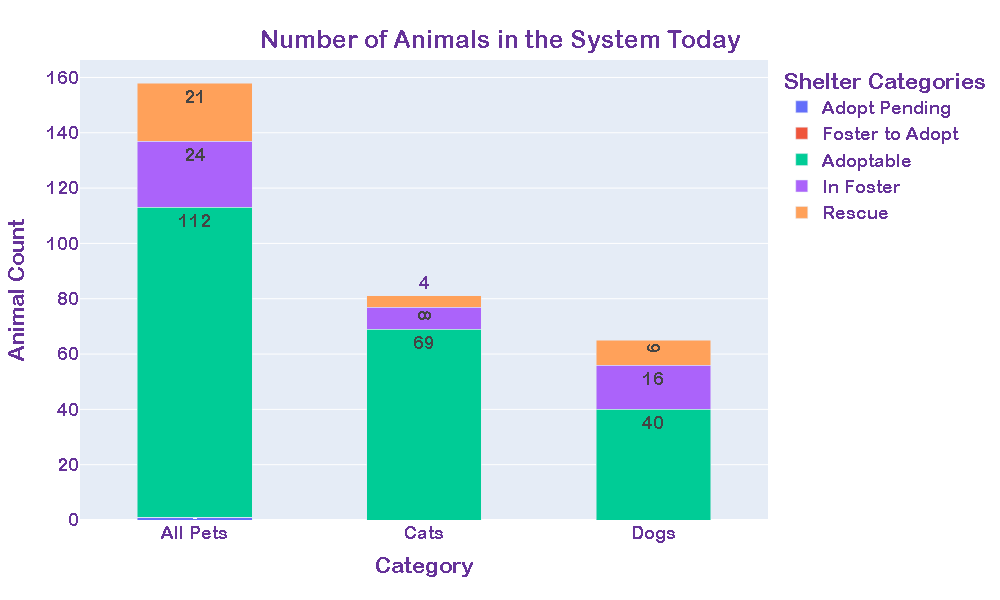 Number of Animals in the System Today
Shelter Categories
Adopt Pending
Foster to Adopt
Adoptable
In Foster
Rescue
Animal Count
160
140
120
100
80
60
40
20
0
21
24
112
4
8
69
9
16
40
All Pets
Cats
Dogs
Category